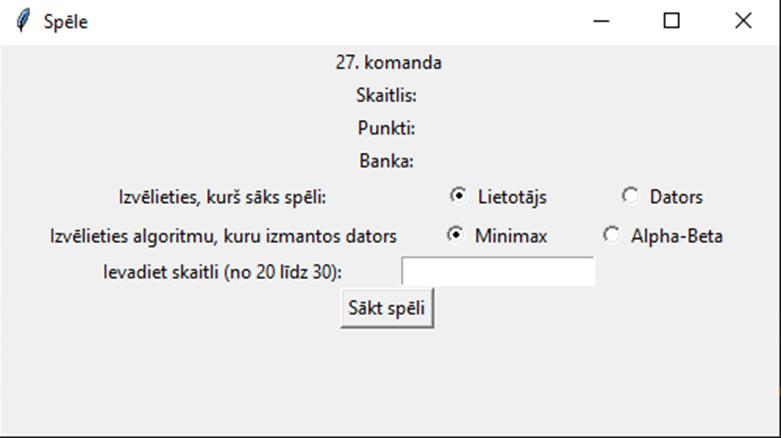 Spēle
27. komanda
Skaitlis:
Punkti:
Banka:
Izvēlieties, kurš sāks spēli: Lietotājs Dators
Izvēlieties algoritmu, kuru izmantos dators Minimax Alpha-Beta
Ievadiet skaitli (no 20 līdz 30):
Sākt spēli